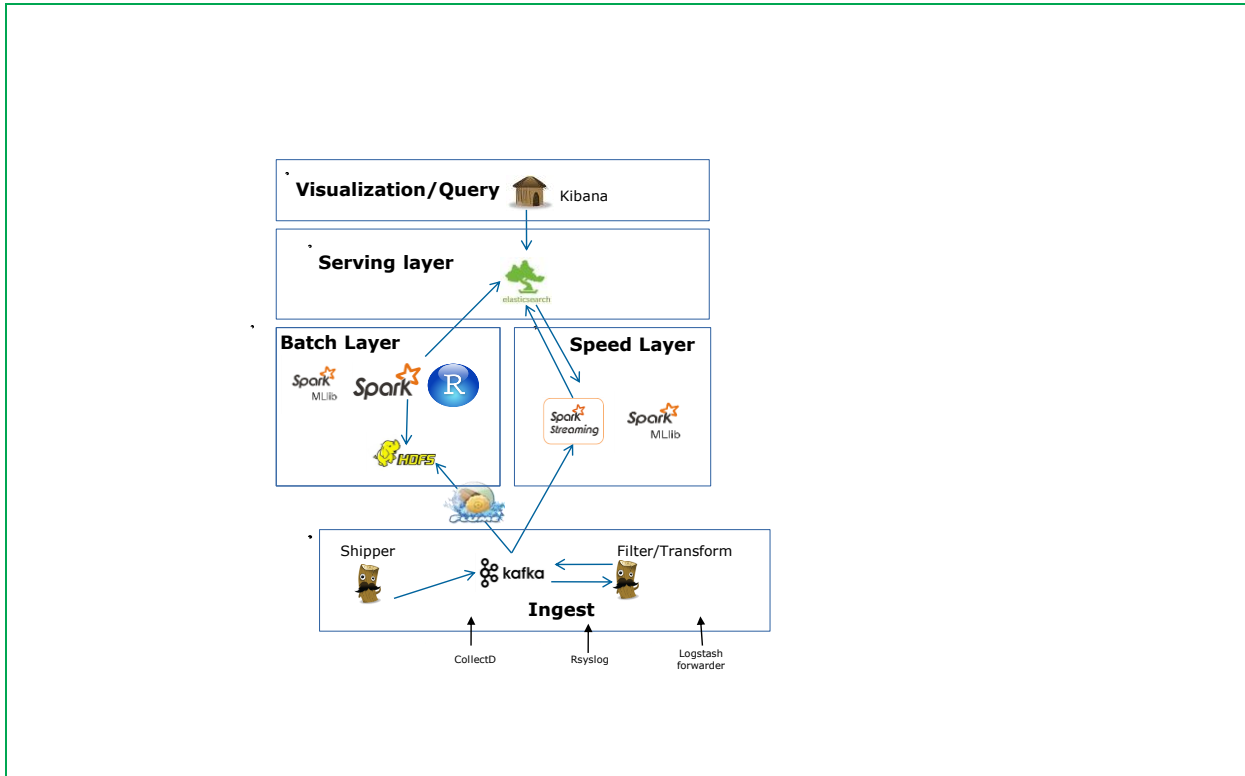 Visualization/Query
Kibana
Serving layer
elasticsearch
Batch Layer
Spark
MLlib
Spark
R
HDFS
Speed Layer
Spark
Streaming
Spark
MLlib
FLUME
Shipper
kafka
Filter/Transform
Ingest
CollectD
Rsyslog
Logstash
forwarder